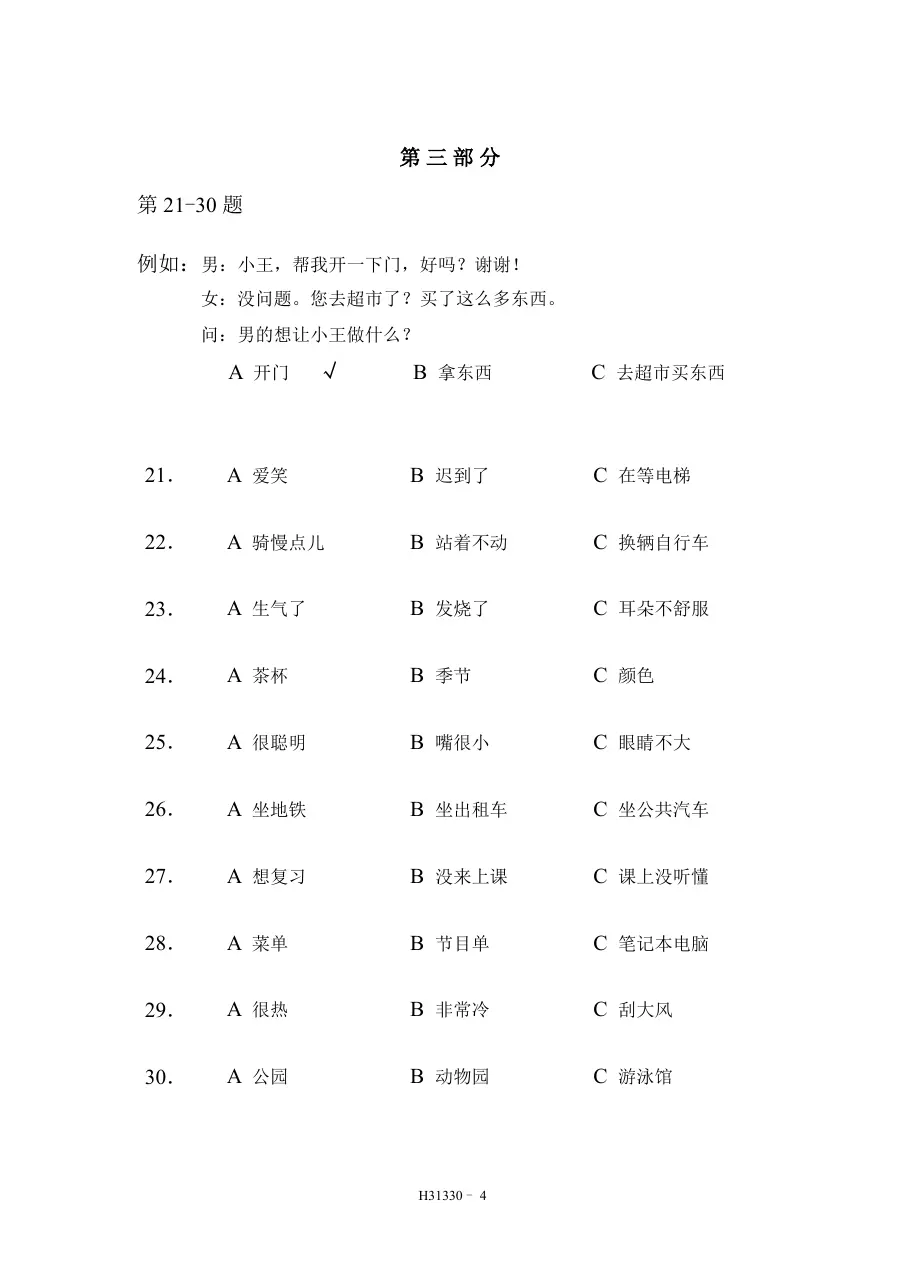 第三部分
第 21-30 题
例如：男：小王，帮我开一下门，好吗？谢谢！
女：没问题。您去超市了？买了这么多东西。
问：男的想让小王做什么？
A 开门 √ B 拿东西 C 去超市买东西
21． A 爱笑 B 迟到了 C 在等电梯
22． A 骑慢点儿 B 站着不动 C 换辆自行车
23． A 生气了 B 发烧了 C 耳朵不舒服
24． A 茶杯 B 季节 C 颜色
25． A 很聪明 B 嘴很小 C 眼睛不大
26． A 坐地铁 B 坐出租车 C 坐公共汽车
27． A 想复习 B 没来上课 C 课上没听懂
28． A 菜单 B 节目单 C 笔记本电脑
29． A 很热 B 非常冷 C 刮大风
30． A 公园 B 动物园 C 游泳馆
H31330 - 4